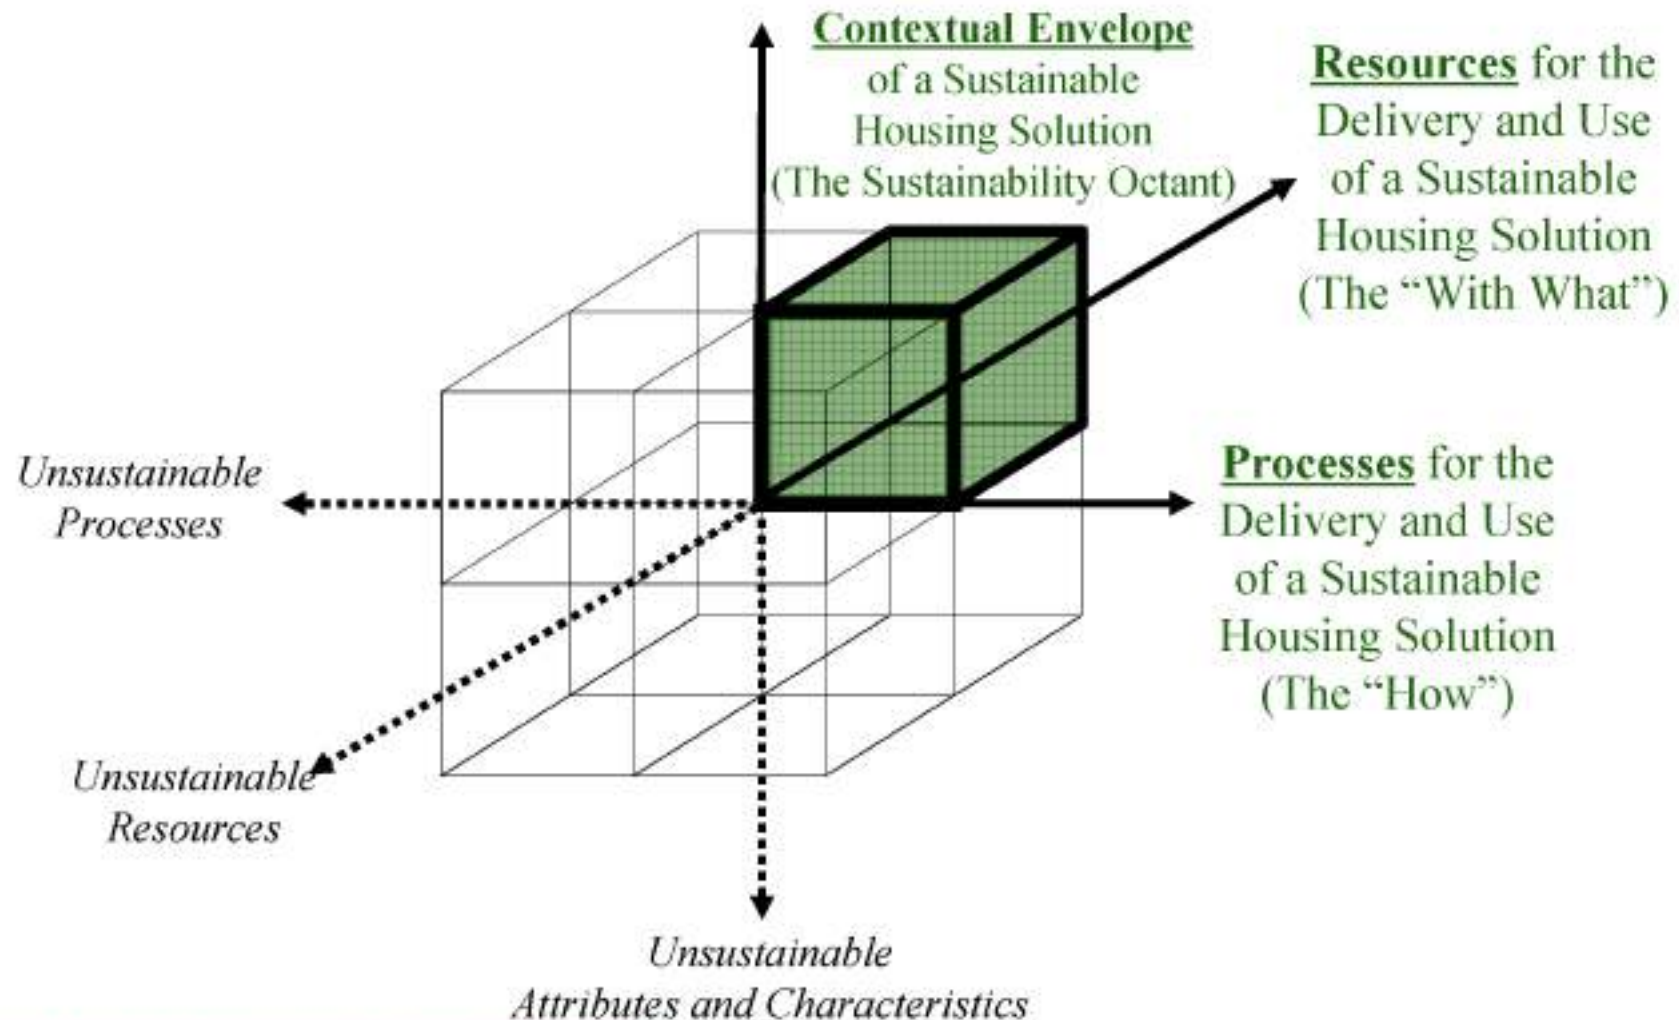 Contextual Envelope
of a Sustainable
Housing Solution
(The Sustainability Octant)
Resources for the
Delivery and Use
of a Sustainable
Housing Solution
(The “With What”)
Unsustainable
Processes
Processes for the
Delivery and Use
of a Sustainable
Housing Solution
(The “How”)
Unsustainable
Resources
Unsustainable
Attributes and Characteristics